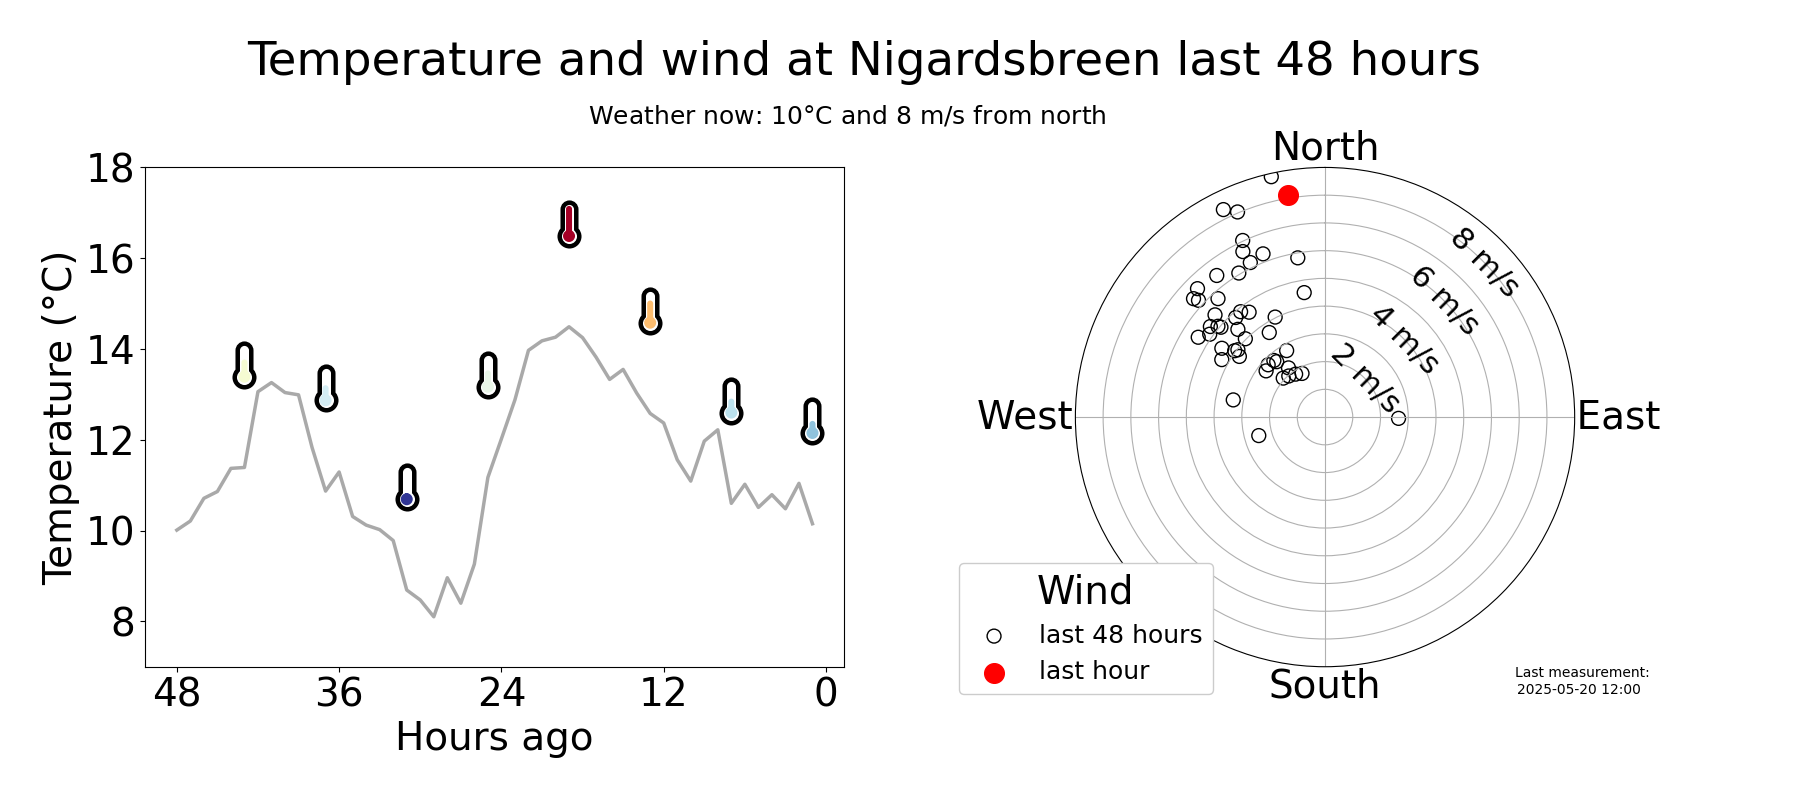 Temperature and wind at Nigardsbreen last 48 hours
Weather now: 10°C and 8 m/s from north
Temperature (°C)
18
16
14
12
10
8
48 36 24 12 0
Hours ago
North
West
East
South
8 m/s
6 m/s
4 m/s
2 m/s
Wind
last 48 hours
last hour
Last measurement:
2025-05-20 12:00